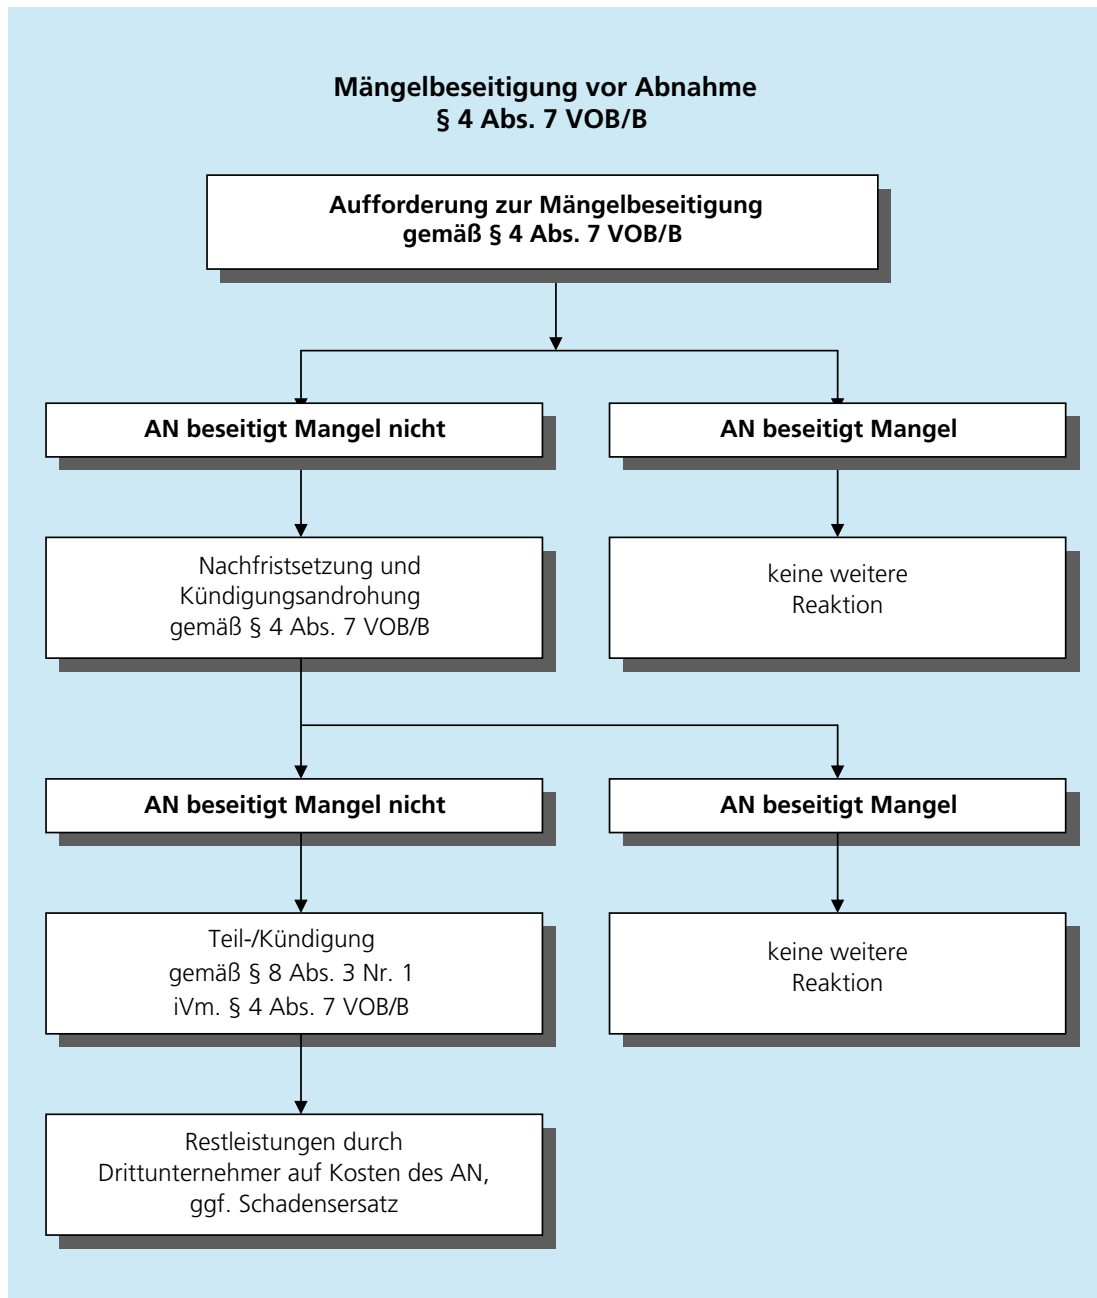 Mängelbeseitigung vor Abnahme
§ 4 Abs. 7 VOB/B
Aufforderung zur Mängelbeseitigung
gemäß § 4 Abs. 7 VOB/B
AN beseitigt Mangel nicht
AN beseitigt Mangel
Nachfristsetzung und
Kündigungsandrohung
gemäß § 4 Abs. 7 VOB/B
keine weitere
Reaktion
AN beseitigt Mangel nicht
AN beseitigt Mangel
Teil-/Kündigung
gemäß § 8 Abs. 3 Nr. 1
iVm. § 4 Abs. 7 VOB/B
keine weitere
Reaktion
Restleistungen durch
Drittunternehmer auf Kosten des AN,
ggf. Schadensersatz